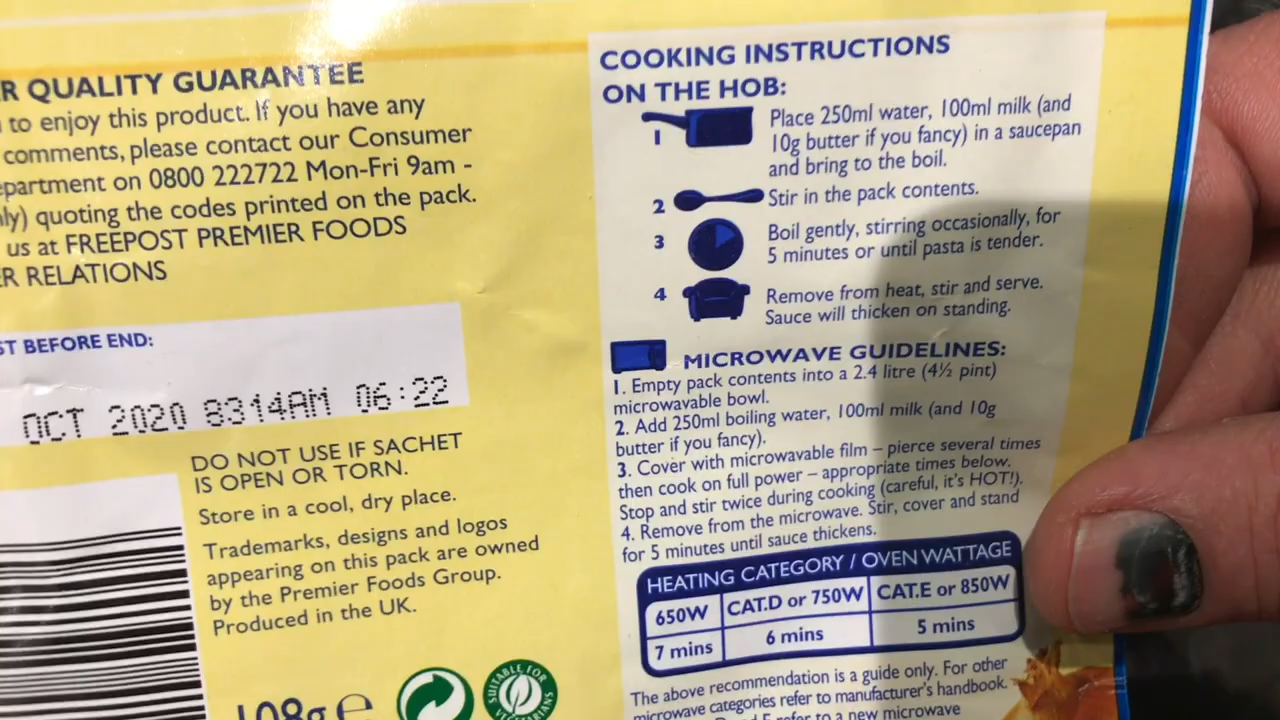 R QUALITY GUARANTEE
to enjoy this product. If you have any
comments, please contact our Consumer
epartment on 0800 222722 Mon-Fri 9am -
ly) quoting the codes printed on the pack.
us at FREEPOST PREMIER FOODS
ER RELATIONS
ST BEFORE END:
OCT 2020 8314AM 06:22
DO NOT USE IF SACHET
IS OPEN OR TORN.
Store in a cool, dry place.
Trademarks, designs and logos
appearing on this pack are owned
by the Premier Foods Group.
Produced in the UK.
108g e
SUITABLE FOR
VEGETARIANS
COOKING INSTRUCTIONS
ON THE HOB:
1 Place 250ml water, 100ml milk (and
10g butter if you fancy) in a saucepan
and bring to the boil.
2 Stir in the pack contents.
3 Boil gently, stirring occasionally, for
5 minutes or until pasta is tender.
4 Remove from heat, stir and serve.
Sauce will thicken on standing.
MICROWAVE GUIDELINES:
1. Empty pack contents into a 2.4 litre (4½ pint)
microwavable bowl.
2. Add 250ml boiling water, 100ml milk (and 10g
butter if you fancy).
3. Cover with microwavable film – pierce several times
then cook on full power – appropriate times below.
Stop and stir twice during cooking (careful, it's HOT!).
4. Remove from the microwave. Stir, cover and stand
for 5 minutes until sauce thickens.
HEATING CATEGORY / OVEN WATTAGE
650W CAT.D or 750W CAT.E or 850W
7 mins 6 mins 5 mins
The above recommendation is a guide only. For other
microwave categories refer to manufacturer's handbook.
E refer to a new microwave